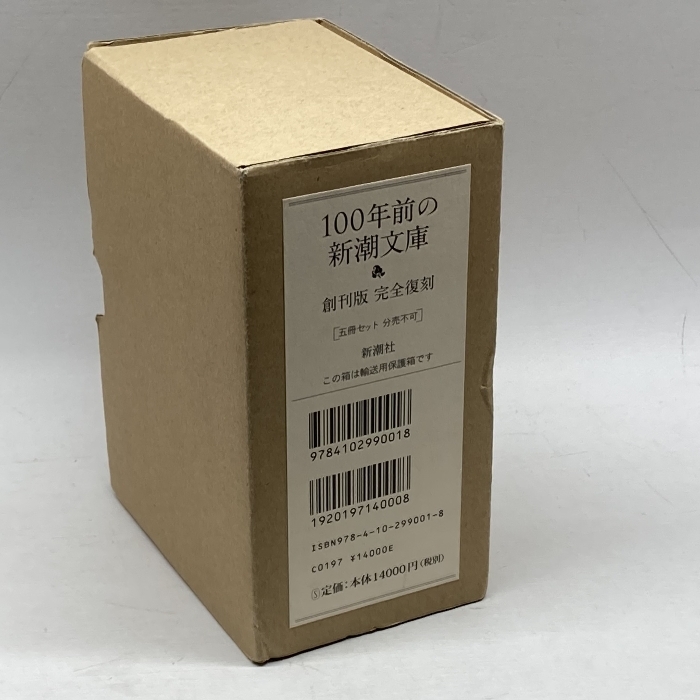 100年前の
新潮文庫
創刊版 完全復刻
[五冊セット 分売不可]
新潮社
この箱は輸送用保護箱です
9784102990018
1920197140008
ISBN978-4-10-299001-8
C0197 ¥14000E
Ⓢ定価:本体14000円(税別)